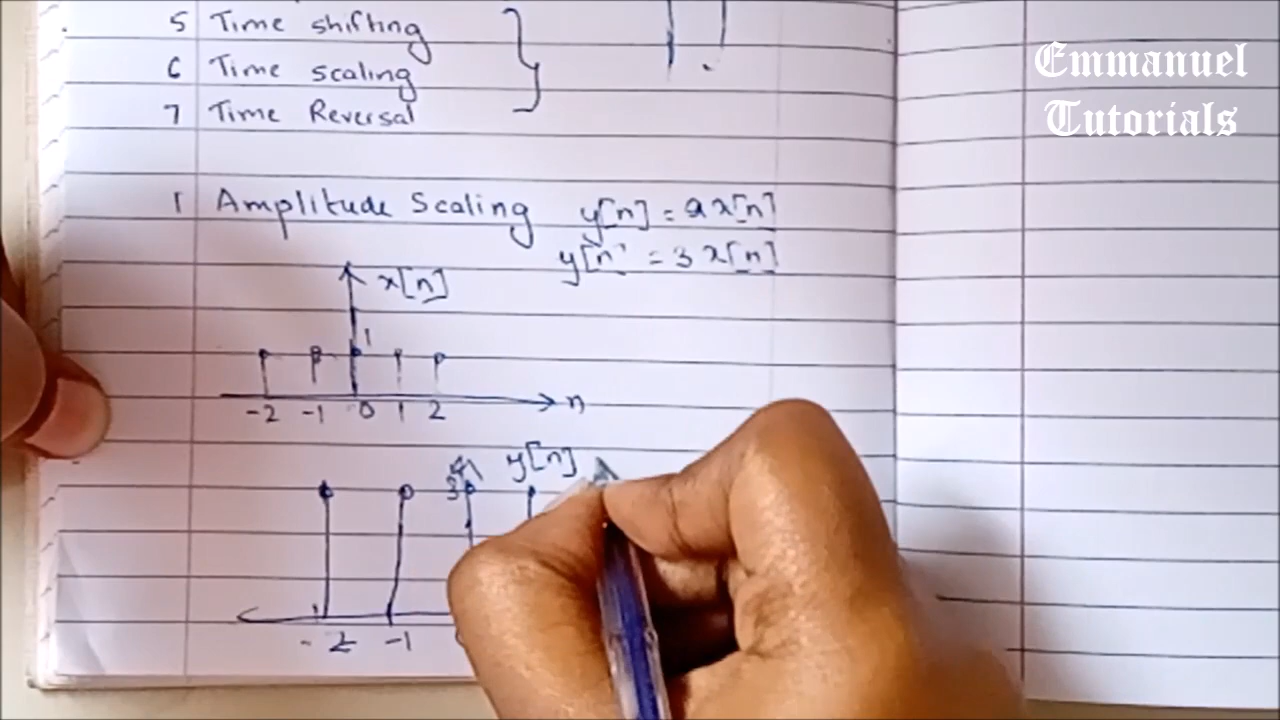 5 Time shifting
6 Time scaling
7 Time Reversal
Emmanuel
Tutorials
1 Amplitude Scaling y[n] = a x[n]
y[n] = 3 x[n]
x[n]
1
-2 -1 0 1 2 n
y[n]
3
-2 -1